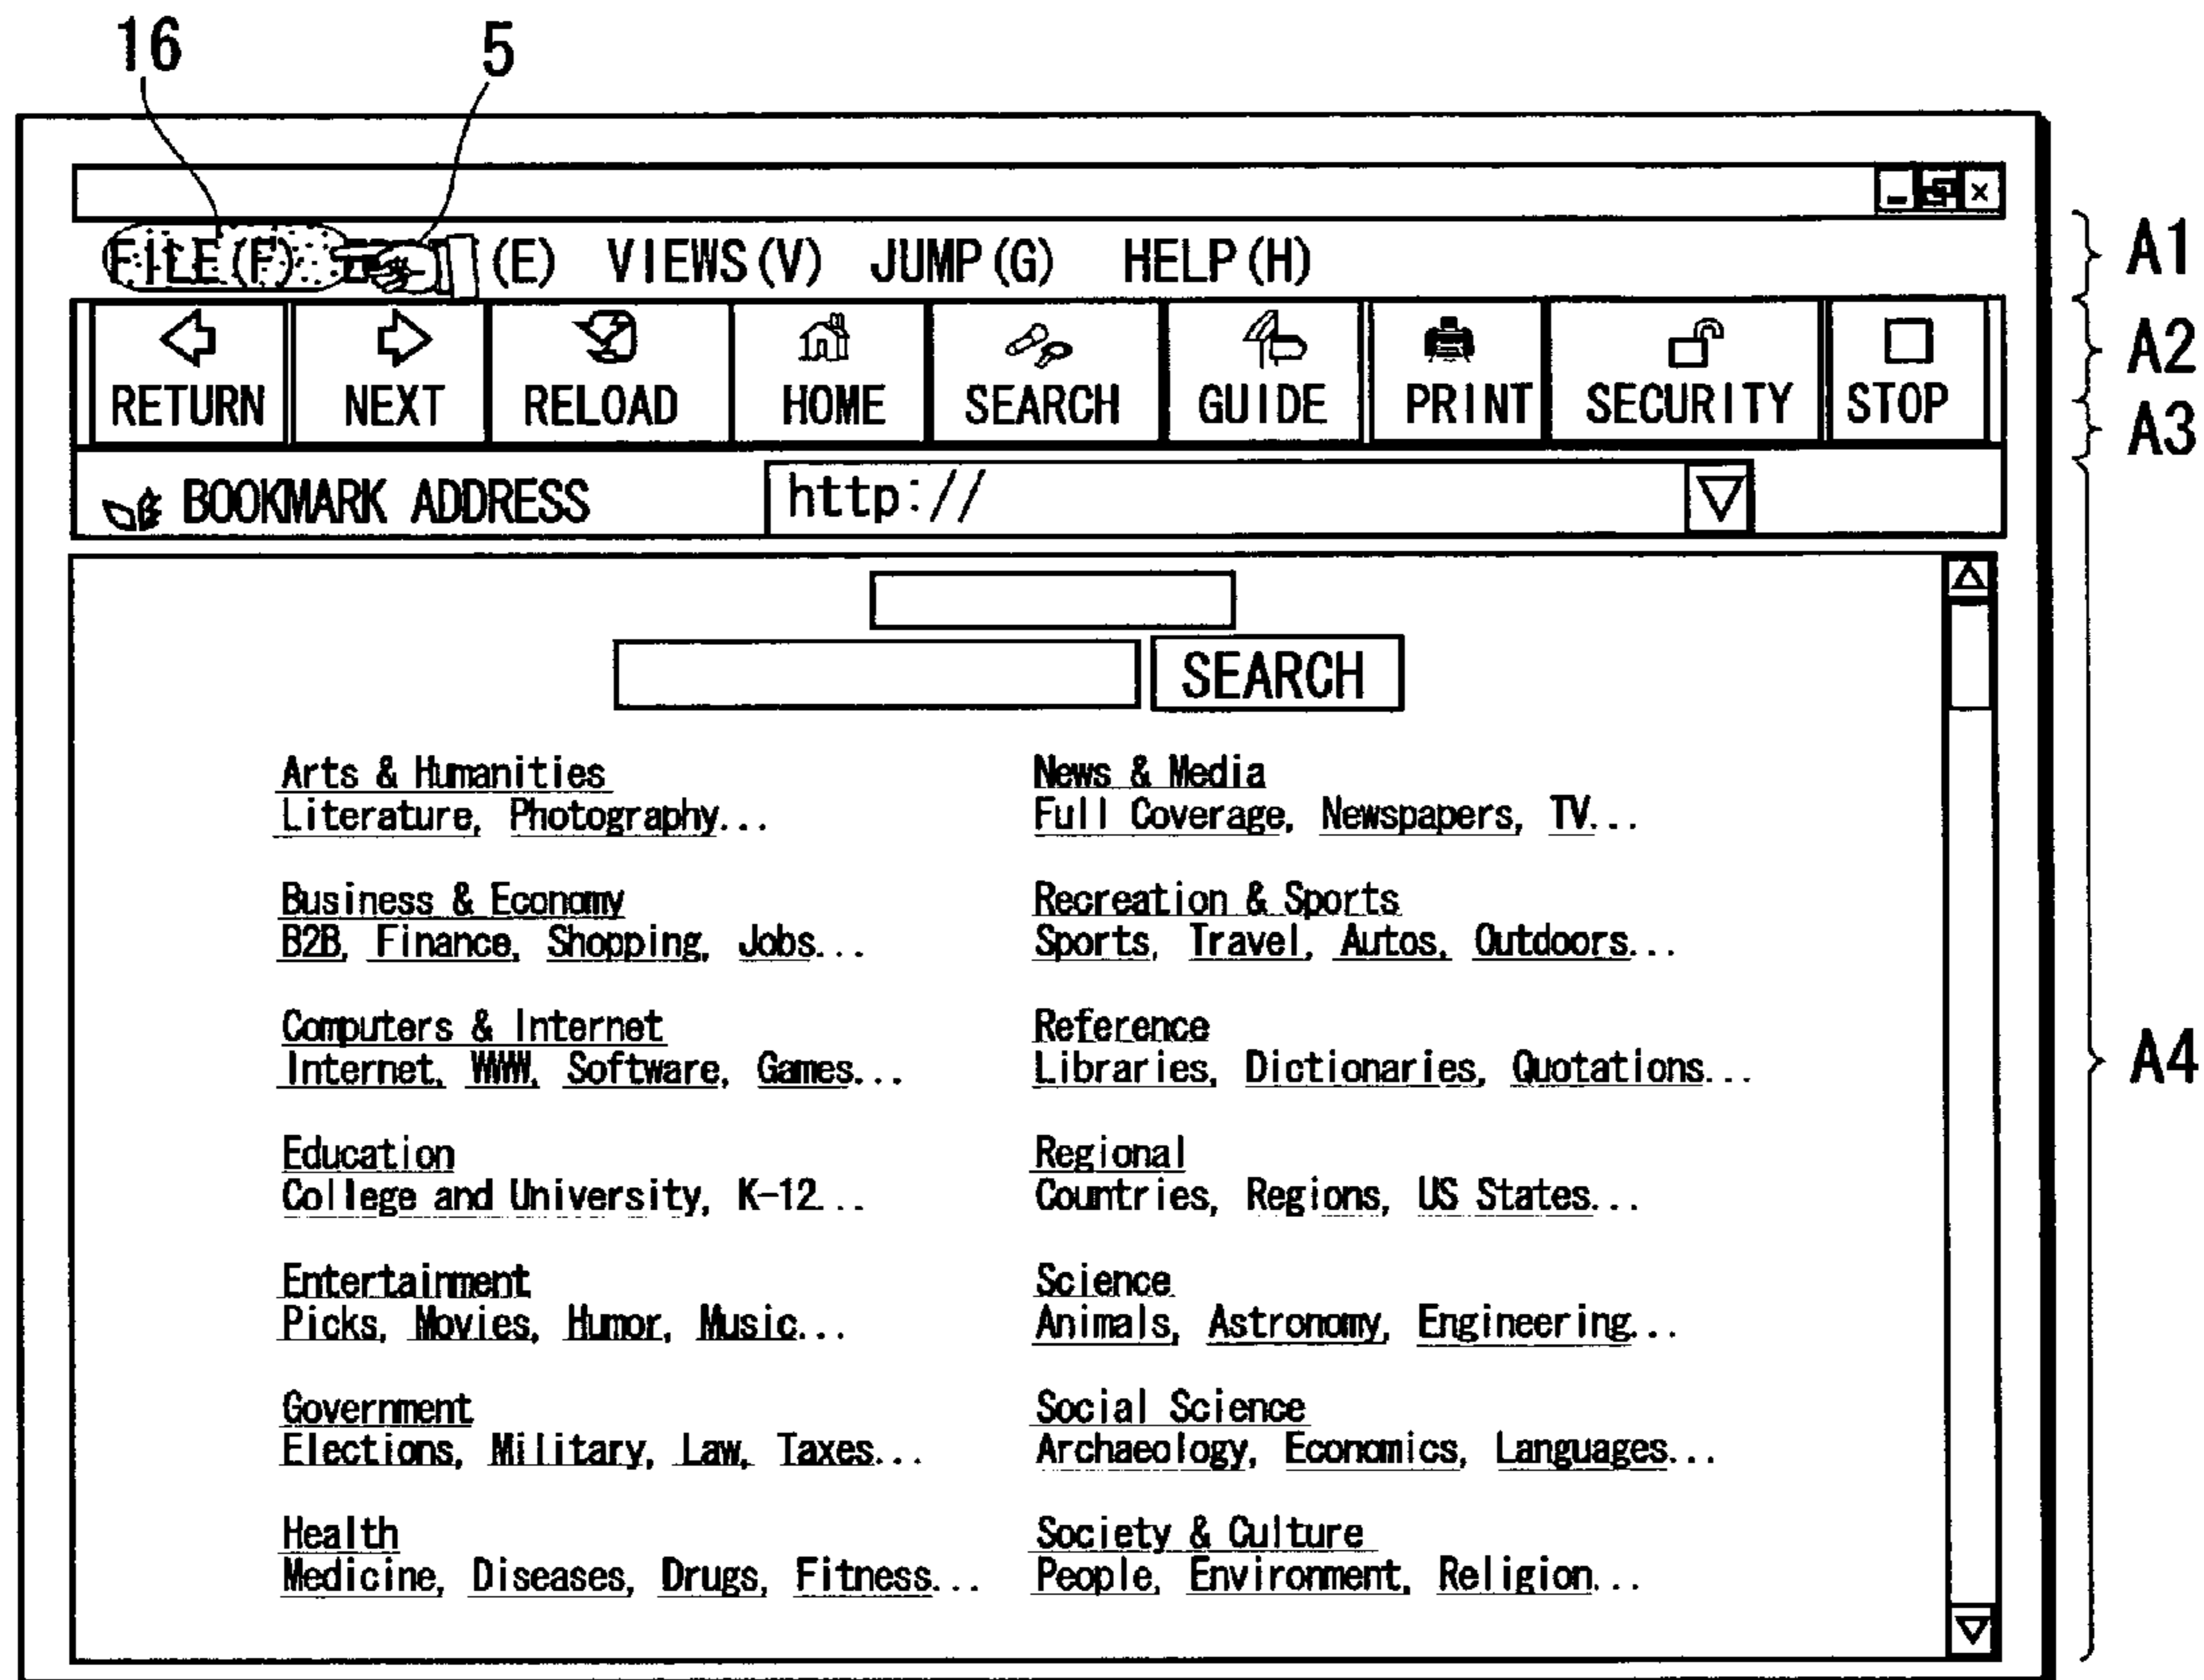 16 5
FILE(F) (E) VIEWS(V) JUMP(G) HELP(H) A1
RETURN NEXT RELOAD HOME SEARCH GUIDE PRINT SECURITY STOP A2
A3
BOOKMARK ADDRESS http://
SEARCH
Arts & Humanities
Literature, Photography...
News & Media
Full Coverage, Newspapers, TV...
Business & Economy
B2B, Finance, Shopping, Jobs...
Recreation & Sports
Sports, Travel, Autos, Outdoors...
Computers & Internet
Internet, WWW, Software, Games...
Reference
Libraries, Dictionaries, Quotations...
A4
Education
College and University, K-12...
Regional
Countries, Regions, US States...
Entertainment
Picks, Movies, Humor, Music...
Science
Animals, Astronomy, Engineering...
Government
Elections, Military, Law, Taxes...
Social Science
Archaeology, Economics, Languages...
Health
Medicine, Diseases, Drugs, Fitness...
Society & Culture
People, Environment, Religion...